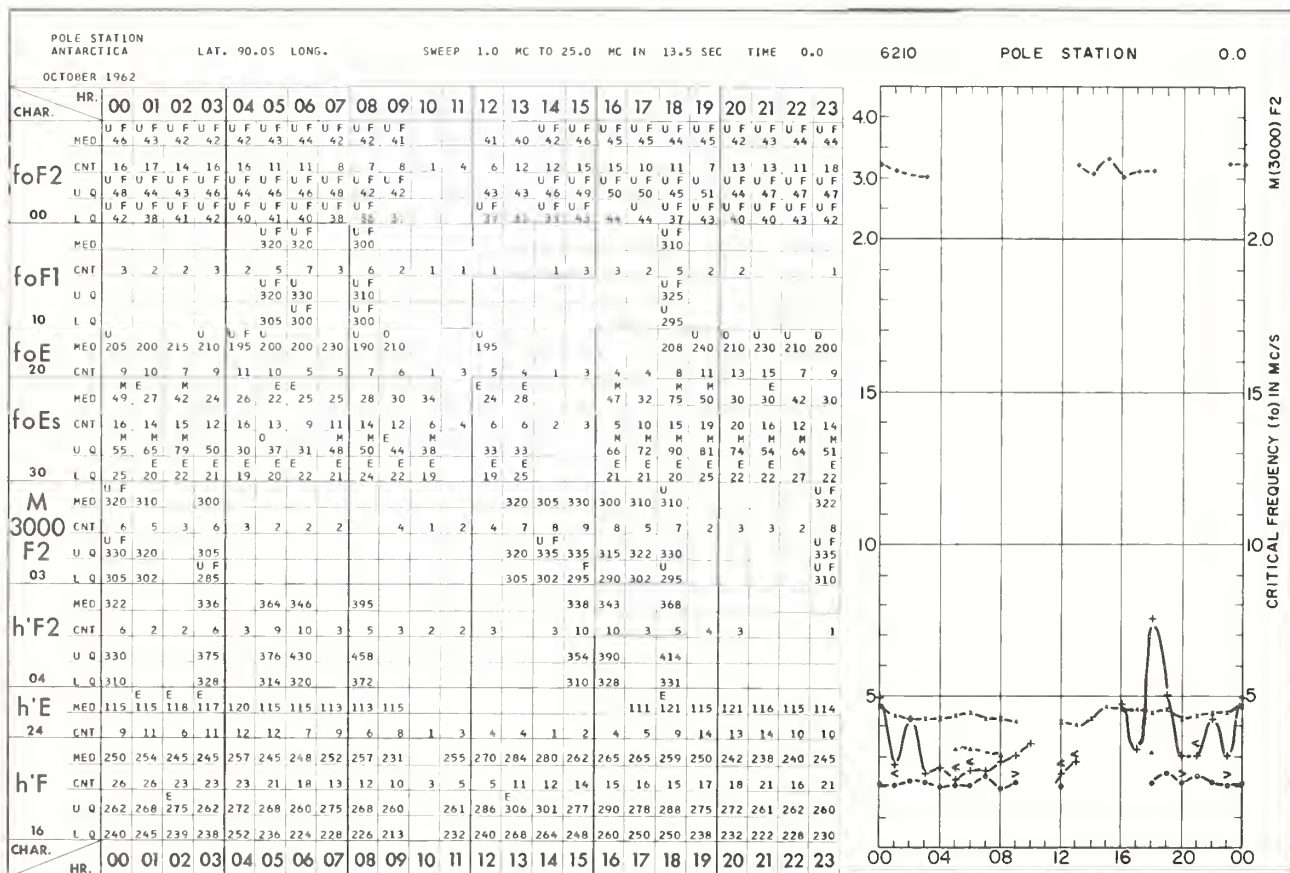 POLE STATION
ANTARCTICA LAT. 90.0S LONG. SWEEP 1.0 MC TO 25.0 MC IN 13.5 SEC TIME 0.0
OCTOBER 1962
HR.
CHAR. 00 01 02 03 04 05 06 07 08 09 10 11 12 13 14 15 16 17 18 19 20 21 22 23
U F U F U F U F U F U F U F U F U F U F U F U F U F U F U F U F U F U F U F U F
MED 46 43 42 42 42 43 44 42 42 41 41 40 42 46 45 45 44 45 42 43 44 44
foF2 CNT 16 17 14 16 16 11 11 8 7 8 1 4 6 12 12 15 15 10 11 7 13 13 11 18
U F U F U F U F U F U F U F U F U F U F U F U F U F U F U F U F U U F U F U F U F
U Q 48 44 43 46 44 46 46 48 42 42 43 43 46 49 50 50 45 51 44 47 47 47
U F U F U F U F U F U F U F U F U F U F U F U F U F U U F U F U F U F U F U F
00 L Q 42 38 41 42 40 41 40 38 44 44 37 43 40 40 43 42
U F U F U F U F
MED 320 320 300 310
foF1 CNT 3 2 2 3 2 5 7 3 6 2 1 1 1 1 3 3 2 5 2 2 1
U F U U F U F
U Q 320 330 310 325
U F U F U
10 L Q 305 300 300 295
U U U F U U O U U O U U O
foE MED 205 200 215 210 195 200 200 230 190 210 195 208 240 210 230 210 200
20 CNT 9 10 7 9 11 10 5 5 7 6 1 3 5 4 1 3 4 4 8 11 13 15 7 9
M E M E E E E M M M E
MED 49 27 42 24 26 22 25 25 28 30 34 24 28 47 32 75 50 30 30 42 30
foEs CNT 16 14 15 12 16 13 9 11 14 12 6 4 6 6 2 3 5 10 15 19 20 16 12 14
M M M O M M E M M M M M M M M
U Q 55 65 79 50 30 37 31 48 50 44 38 33 33 66 72 90 81 74 54 64 51
E E E E E E E E E E E E E E E E E E
30 L Q 25 20 22 21 19 20 22 21 24 22 19 19 25 21 21 20 25 22 22 27 22
U F U U F
M MED 320 310 300 320 305 330 300 310 310 322
3000 CNT 6 5 3 6 3 2 2 2 4 1 2 4 7 8 9 8 5 7 2 3 3 2 8
U F U F U F
F2 U Q 330 320 305 320 335 335 315 322 330 335
U F F U U F
03 L Q 305 302 285 305 302 295 290 302 295 310
MED 322 336 364 346 395 338 343 368
h'F2 CNT 6 2 2 6 3 9 10 3 5 3 2 2 3 3 10 10 3 5 4 3 1
U Q 330 375 376 430 458 354 390 414
04 L Q 310 328 314 320 372 310 328 331
E E E E
h'E MED 115 115 118 117 120 115 115 113 113 115 111 121 115 121 116 115 114
24 CNT 9 11 6 11 12 12 7 9 6 8 1 3 4 4 1 2 4 5 9 14 13 14 10 10
MED 250 254 245 245 257 245 248 252 257 231 255 270 284 280 262 265 265 259 250 242 238 240 245
h'F CNT 26 26 23 23 23 21 18 13 12 10 3 5 5 11 12 14 15 16 15 17 18 21 16 21
E E
U Q 262 268 275 262 272 268 260 275 268 260 261 286 306 301 277 290 278 288 275 272 261 262 260
16 L Q 240 245 239 238 252 236 224 228 226 213 232 240 268 264 248 260 250 250 238 232 222 228 230
CHAR.
HR. 00 01 02 03 04 05 06 07 08 09 10 11 12 13 14 15 16 17 18 19 20 21 22 23
6210 POLE STATION 0.0
4.0
3.0
2.0 2.0
M(3000) F2
15 15
10 10
5 5
CRITICAL FREQUENCY (fo) IN MC/S
00 04 08 12 16 20 00